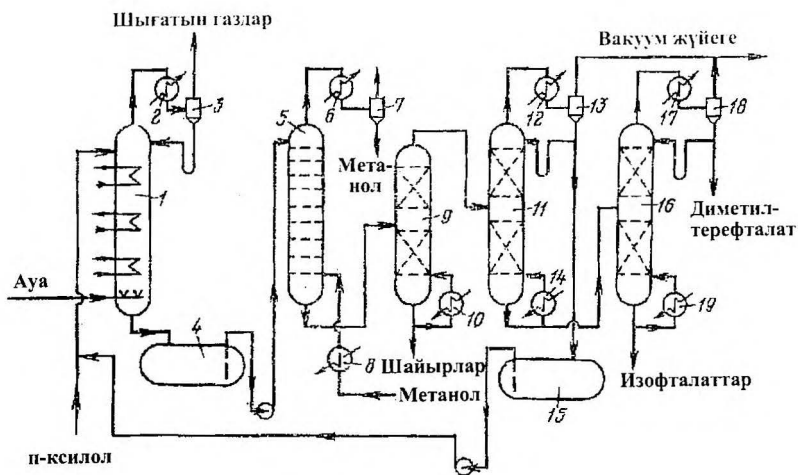 Шығатын газдар
Вакуум жүйеге
2
3
5
6
7
12
13
17
18
Мета-
нол
1
9
11
16
Диметил-
терефталат
Ауа
4
10
14
19
8
Шайырлар
Метанол
15
Изофталаттар
п-ксилол